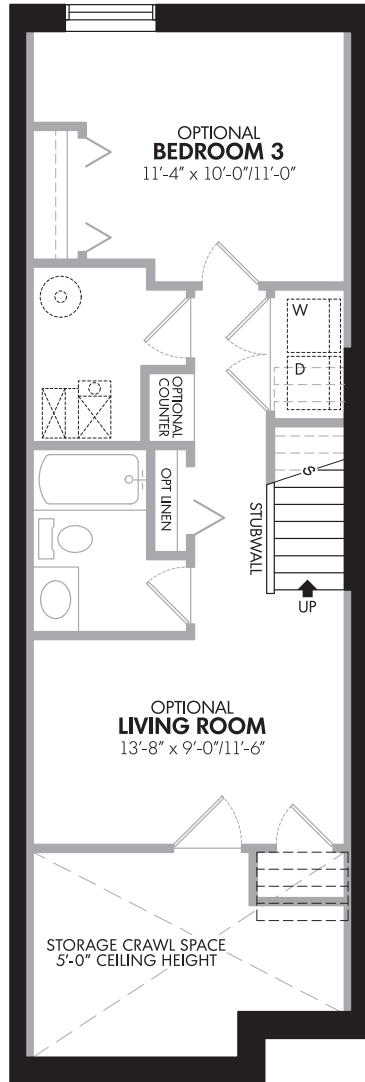 OPTIONAL
BEDROOM 3
11'-4" x 10'-0"/11'-0"
W
D
OPTIONAL
COUNTER
OPT LINEN
S
STUBWALL
UP
OPTIONAL
LIVING ROOM
13'-8" x 9'-0"/11'-6"
STORAGE CRAWL SPACE
5'-0" CEILING HEIGHT